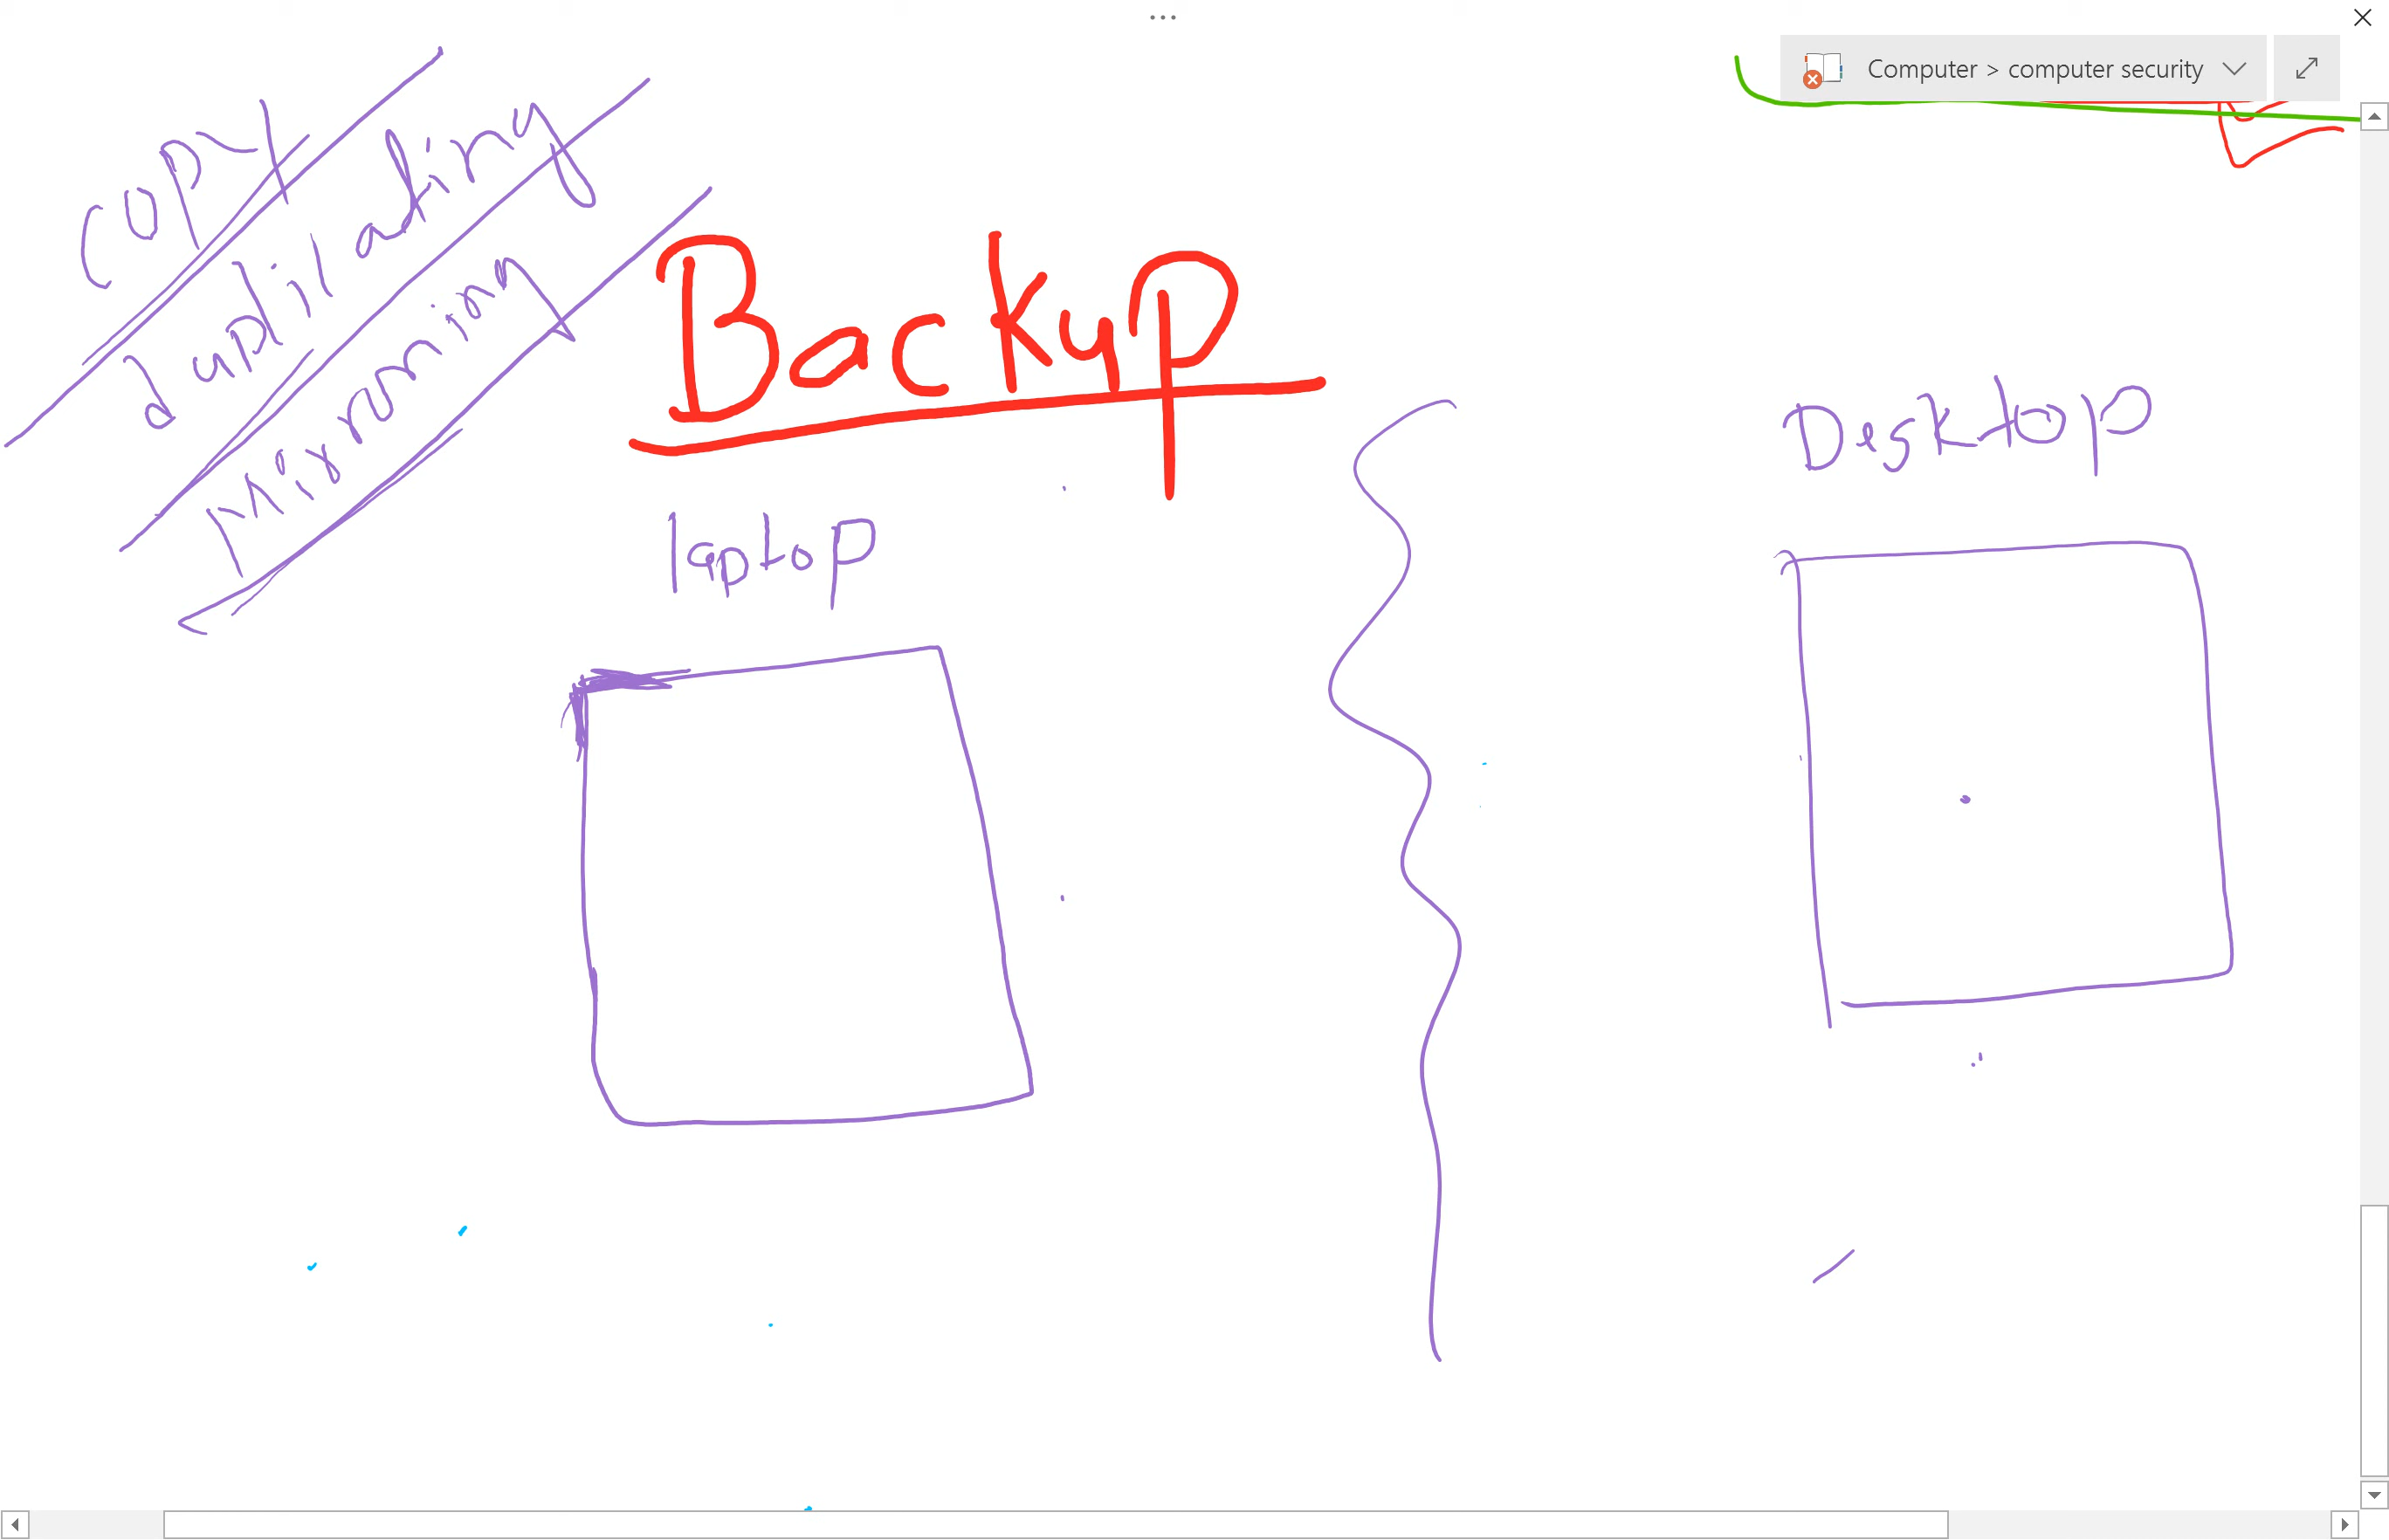 Computer > computer security
copy
duplicating
Mirroring
Backup
Desktop
laptop